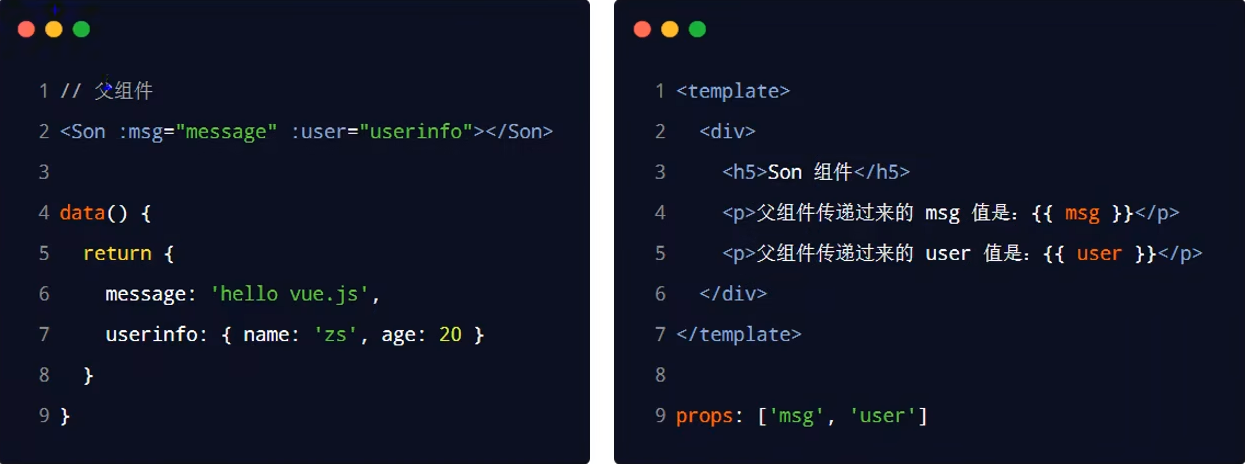 1 // 父组件
2 <Son :msg="message" :user="userinfo"></Son>
3
4 data() {
5   return {
6     message: 'hello vue.js',
7     userinfo: { name: 'zs', age: 20 }
8   }
9 }
1 <template>
2   <div>
3     <h5>Son 组件</h5>
4     <p>父组件传递过来的 msg 值是：{{ msg }}</p>
5     <p>父组件传递过来的 user 值是：{{ user }}</p>
6   </div>
7 </template>
8
9 props: ['msg', 'user']